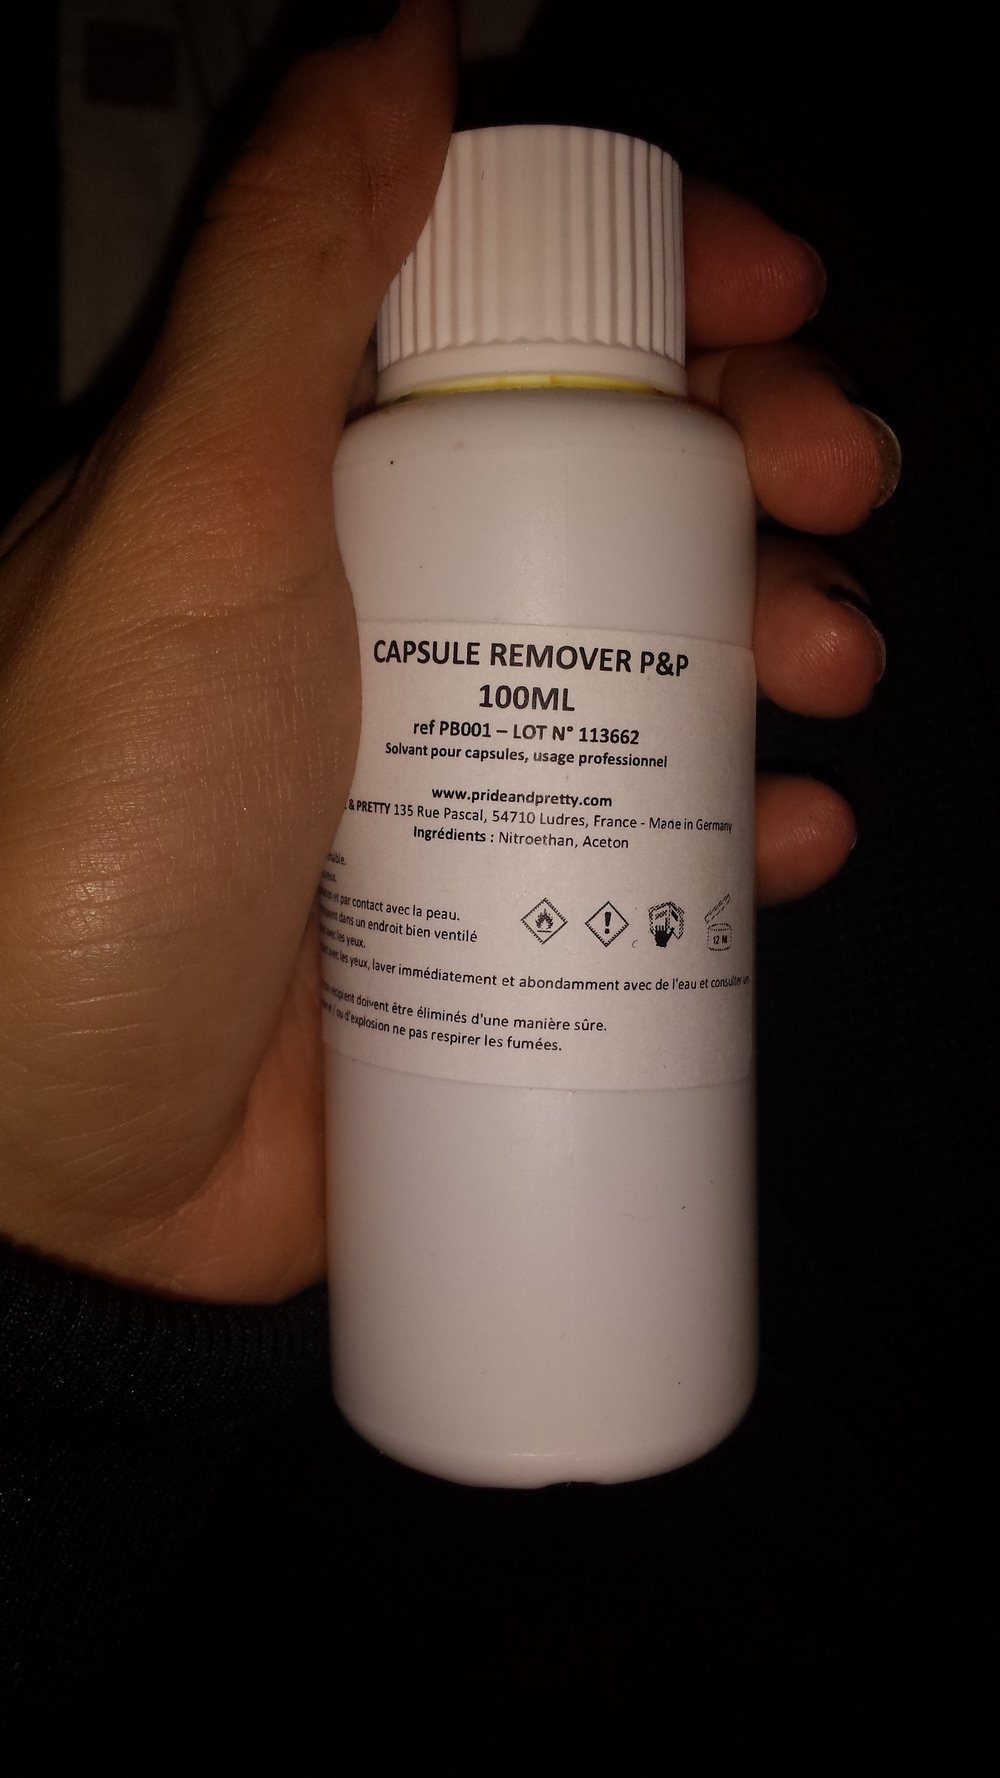 CAPSULE REMOVER P&P
100ML
ref PB001 – LOT N° 113662
Solvant pour capsules, usage professionnel
www.prideandpretty.com
& PRETTY 135 Rue Pascal, 54710 Ludres, France - Made in Germany
Ingrédients : Nitroethan, Aceton
et par contact avec la peau.
dans un endroit bien ventilé
les yeux.
avec les yeux, laver immédiatement et abondamment avec de l'eau et consulter un
récipient doivent être éliminés d'une manière sûre.
/ ou d'explosion ne pas respirer les fumées.
!
12 M